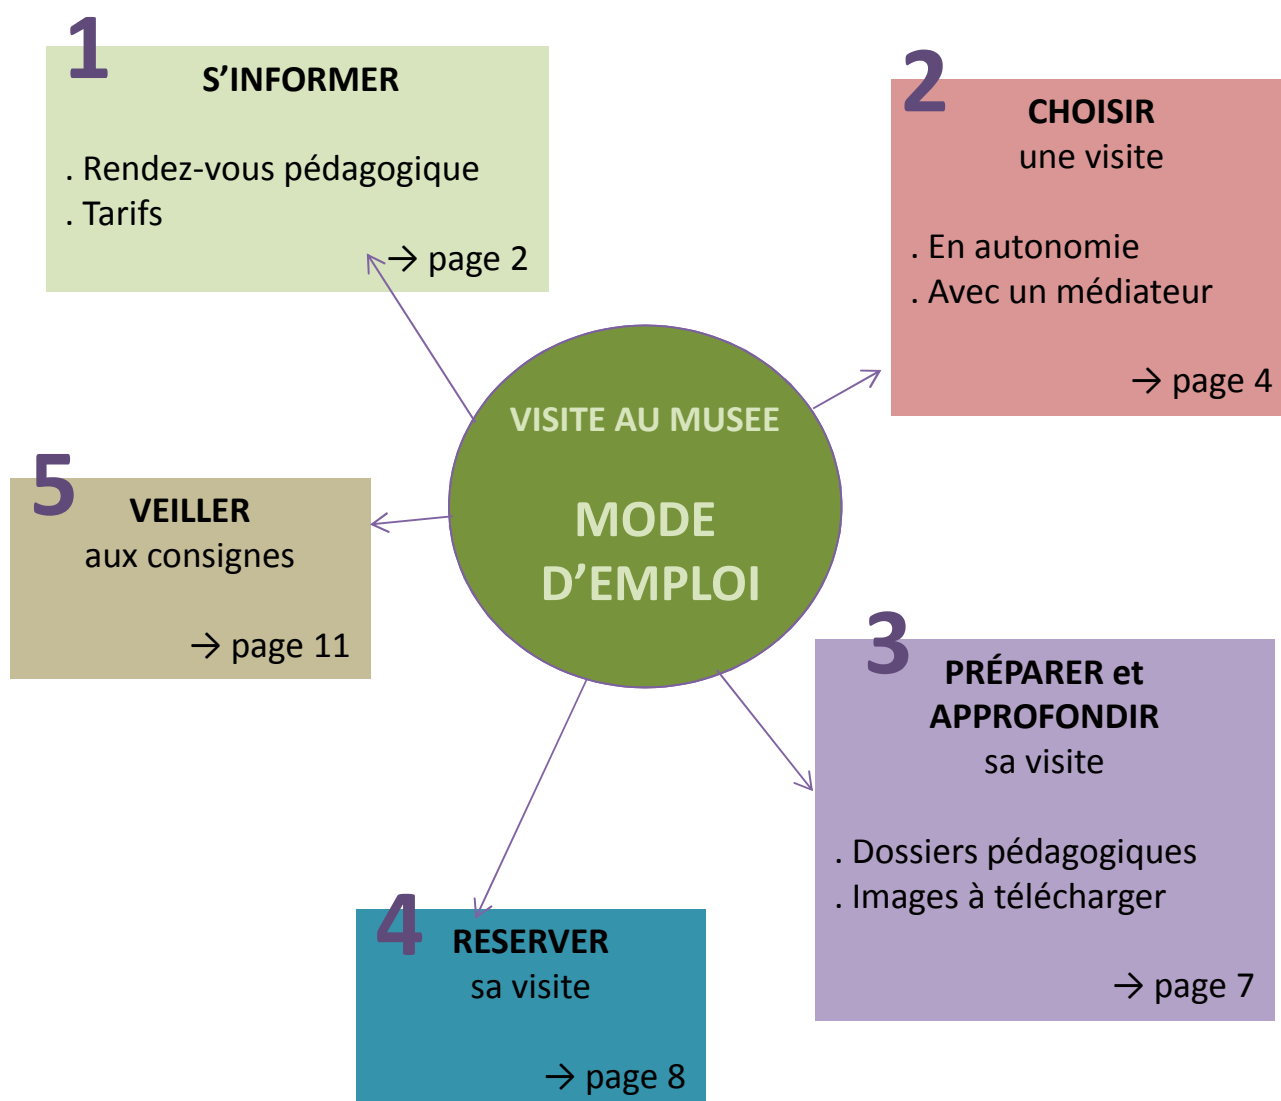 VISITE AU MUSEE
MODE
D’EMPLOI
1
S’INFORMER
. Rendez-vous pédagogique
. Tarifs
→ page 2
2
CHOISIR
une visite
. En autonomie
. Avec un médiateur
→ page 4
3
PRÉPARER et
APPROFONDIR
sa visite
. Dossiers pédagogiques
. Images à télécharger
→ page 7
4
RESERVER
sa visite
→ page 8
5
VEILLER
aux consignes
→ page 11